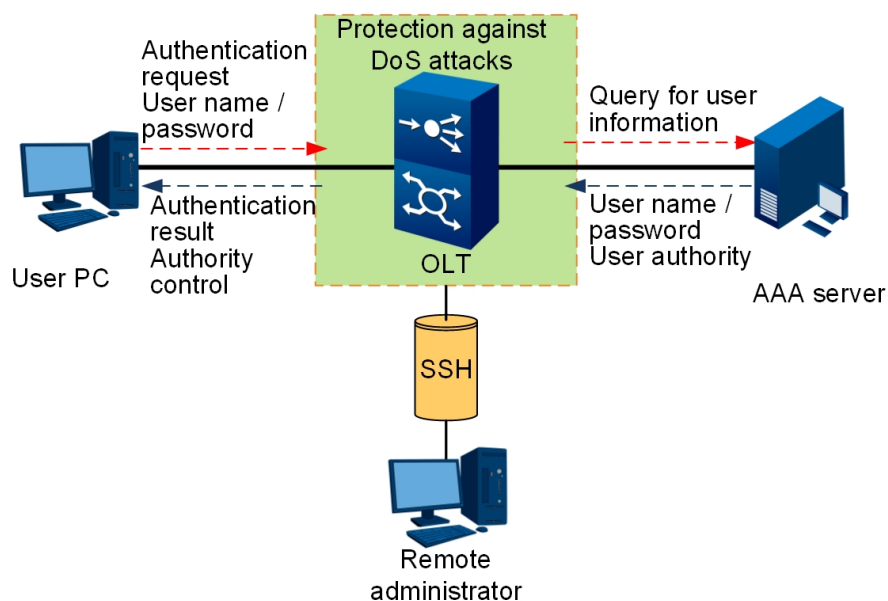 Protection against
DoS attacks
Authentication
request
User name /
password
Query for user
information
Authentication
result
Authority
control
User name /
password
User authority
User PC
OLT
AAA server
SSH
Remote
administrator